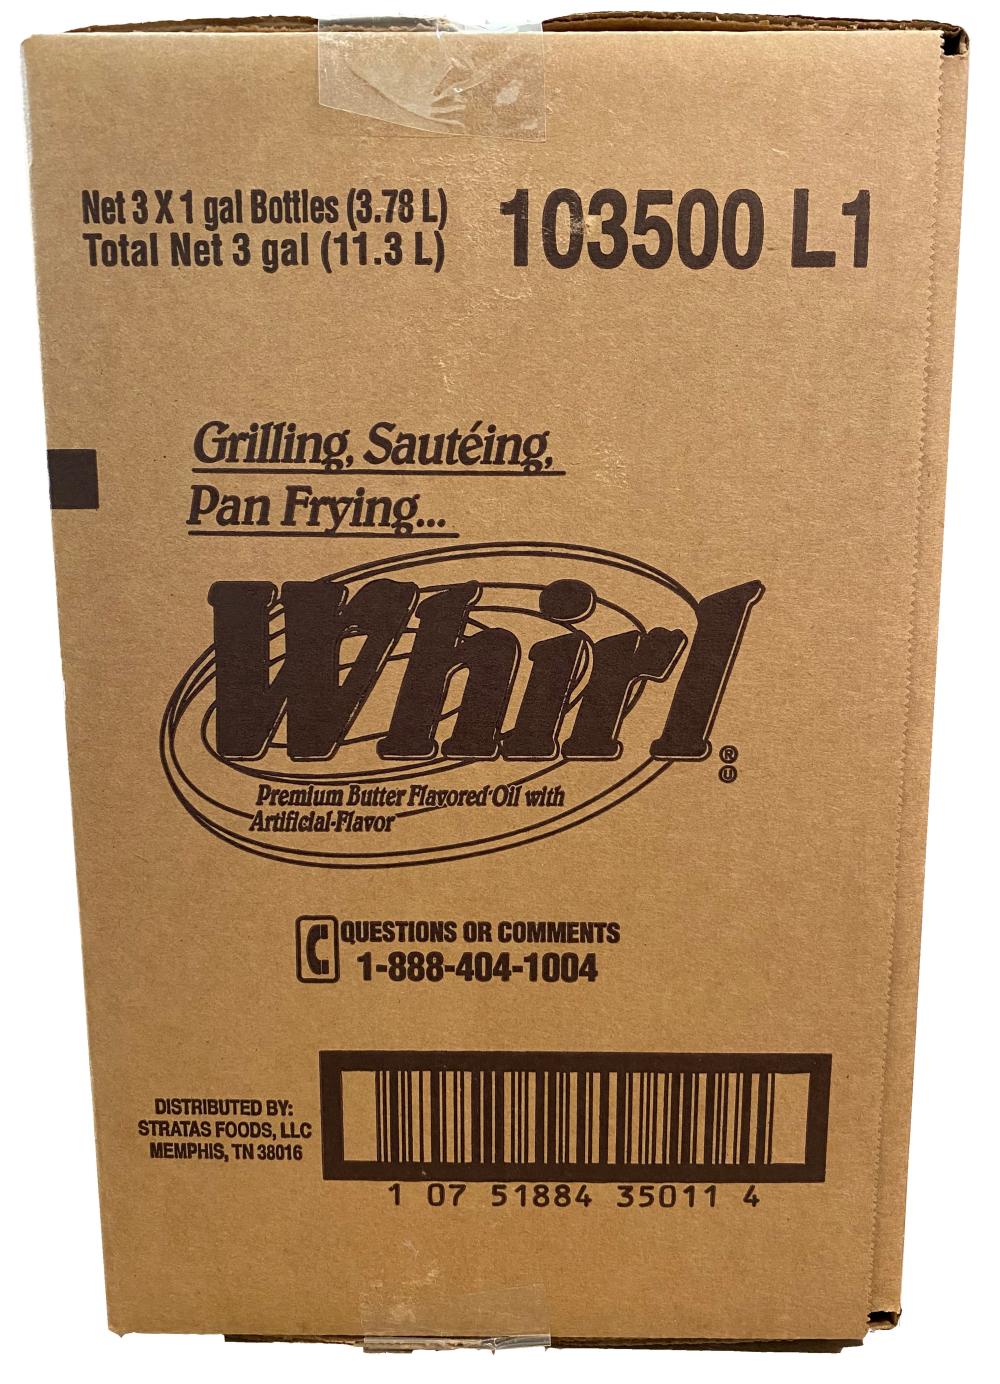 Net 3 X 1 gal Bottles (3.78 L)
Total Net 3 gal (11.3 L)
103500 L1
Grilling, Sautéing,
Pan Frying...
Whirl
®
Ⓤ
Premium Butter Flavored Oil with
Artificial Flavor
QUESTIONS OR COMMENTS
1-888-404-1004
DISTRIBUTED BY:
STRATAS FOODS, LLC
MEMPHIS, TN 38016
1 07 51884 35011 4